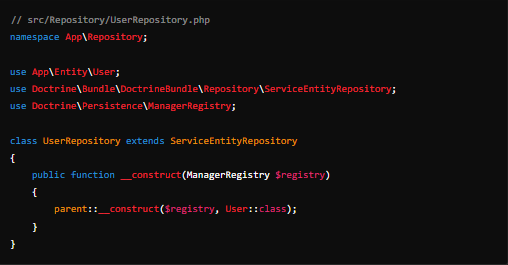 // src/Repository/UserRepository.php
namespace App\Repository;

use App\Entity\User;
use Doctrine\Bundle\DoctrineBundle\Repository\ServiceEntityRepository;
use Doctrine\Persistence\ManagerRegistry;

class UserRepository extends ServiceEntityRepository
{
    public function __construct(ManagerRegistry $registry)
    {
        parent::__construct($registry, User::class);
    }
}